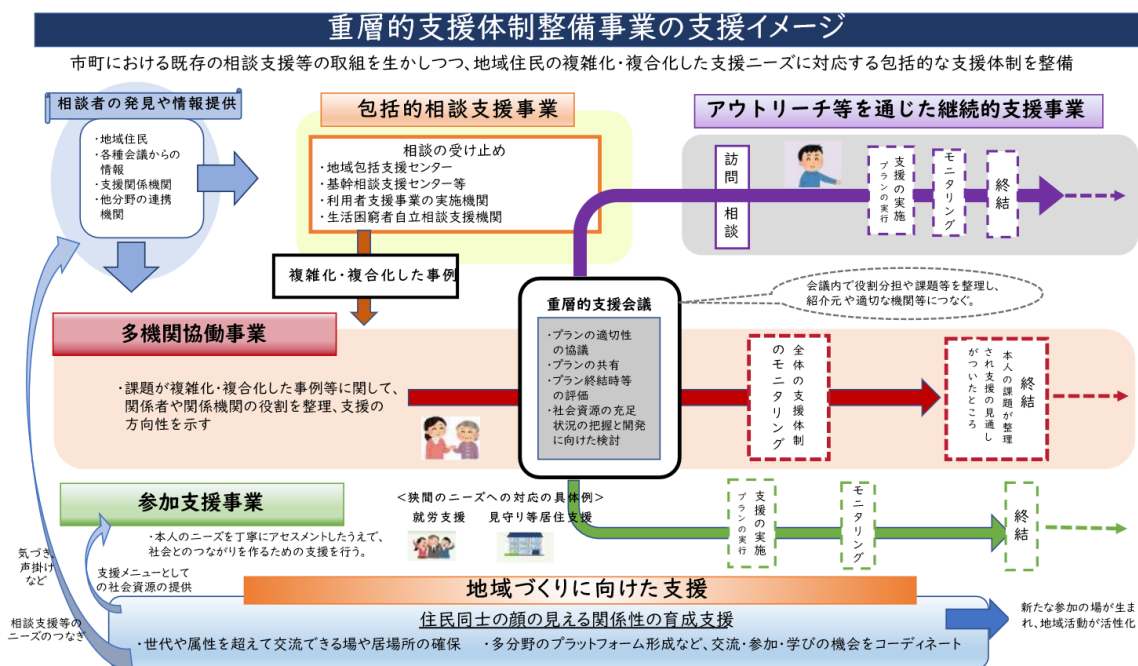 重層的支援体制整備事業の支援イメージ
市町における既存の相談支援等の取組を生かしつつ、地域住民の複雑化・複合化した支援ニーズに対応する包括的な支援体制を整備
相談者の発見や情報提供
・地域住民
・各種会議からの
情報
・支援関係機関
・他分野の連携
機関
包括的相談支援事業
相談の受け止め
・地域包括支援センター
・基幹相談支援センター等
・利用者支援事業の実施機関
・生活困窮者自立相談支援機関
アウトリーチ等を通じた継続的支援事業
訪問
相談
支援の実施
プランの実行
モニタリング
終結
複雑化・複合化した事例
重層的支援会議
・プランの適切性
の協議
・プランの共有
・プラン終結時等
の評価
・社会資源の充足
状況の把握と開発
に向けた検討
会議内で役割分担や課題等を整理し、
紹介元や適切な機関等につなぐ。
多機関協働事業
・課題が複雑化・複合化した事例等に関して、
関係者や関係機関の役割を整理、支援の
方向性を示す
全体の支援体制
のモニタリング
終結
本人の課題が整理
され支援の見通し
がついたところ
参加支援事業
・本人のニーズを丁寧にアセスメントしたうえで、
社会とのつながりを作るための支援を行う。
<狭間のニーズへの対応の具体例>
就労支援
見守り等居住支援
支援の実施
プランの実行
モニタリング
終結
気づき、
声掛け
など
支援メニューとして
の社会資源の提供
相談支援等の
ニーズのつなぎ
地域づくりに向けた支援
住民同士の顔の見える関係性の育成支援
・世代や属性を超えて交流できる場や居場所の確保
・多分野のプラットフォーム形成など、交流・参加・学びの機会をコーディネート
新たな参加の場が生ま
れ、地域活動が活性化